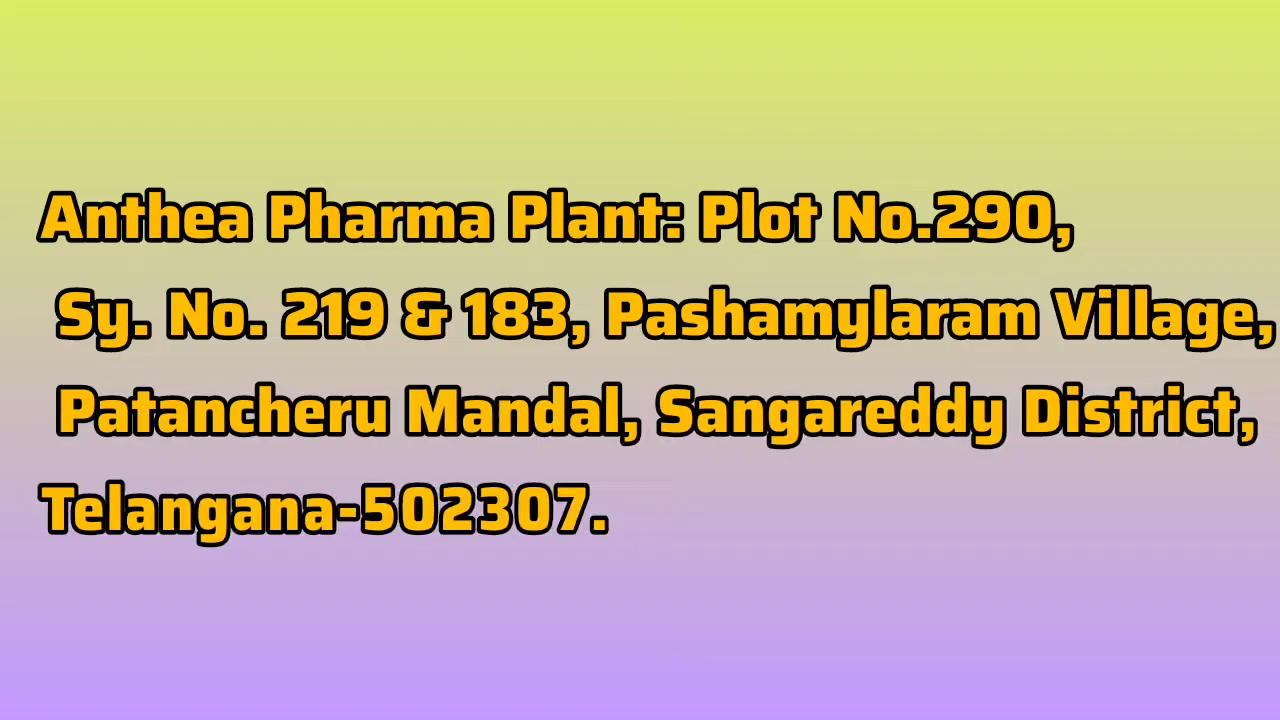 Anthea Pharma Plant: Plot No.290,
Sy. No. 219 & 183, Pashamylaram Village,
Patancheru Mandal, Sangareddy District,
Telangana-502307.